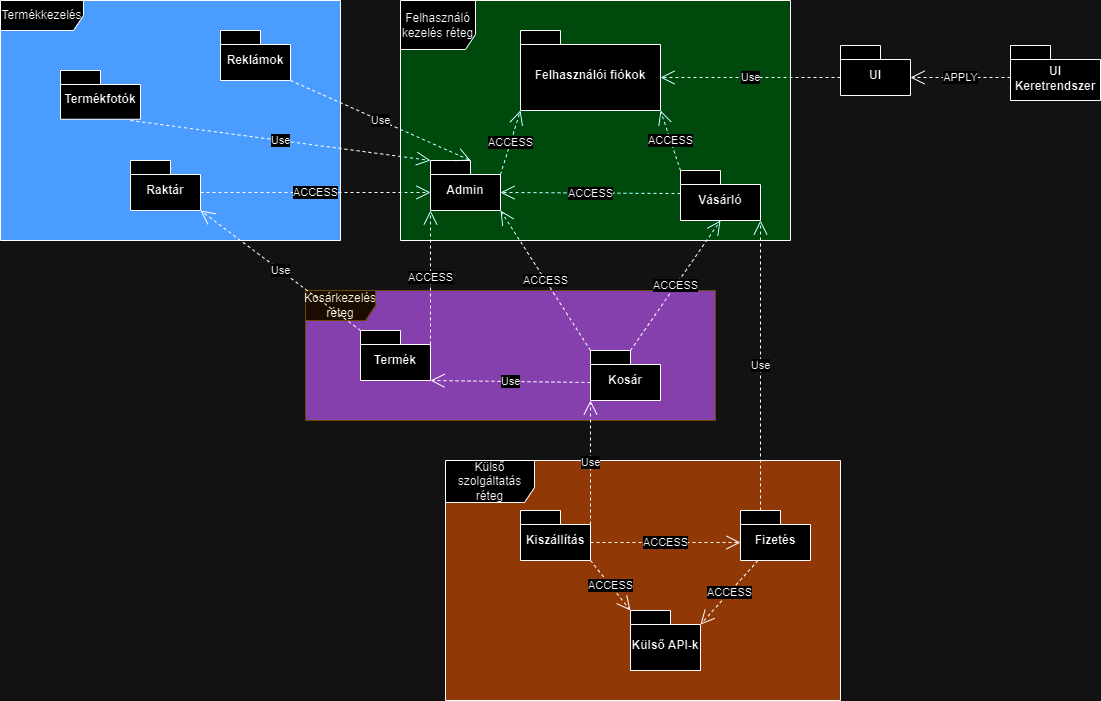 Termékkezelés
Reklámok
Termékfotók
Use
Use
Raktár
ACCESS
Felhasználó
kezelés réteg
Felhasználói fiókok
ACCESS
ACCESS
Admin
ACCESS
Vásárló
Use
UI
APPLY
UI
Keretrendszer
Use
ACCESS
ACCESS
ACCESS
Kosárkezelés
réteg
Termék
Use
Kosár
Use
Use
Külső
szolgáltatás
réteg
Kiszállítás
ACCESS
Fizetés
ACCESS
ACCESS
Külső API-k